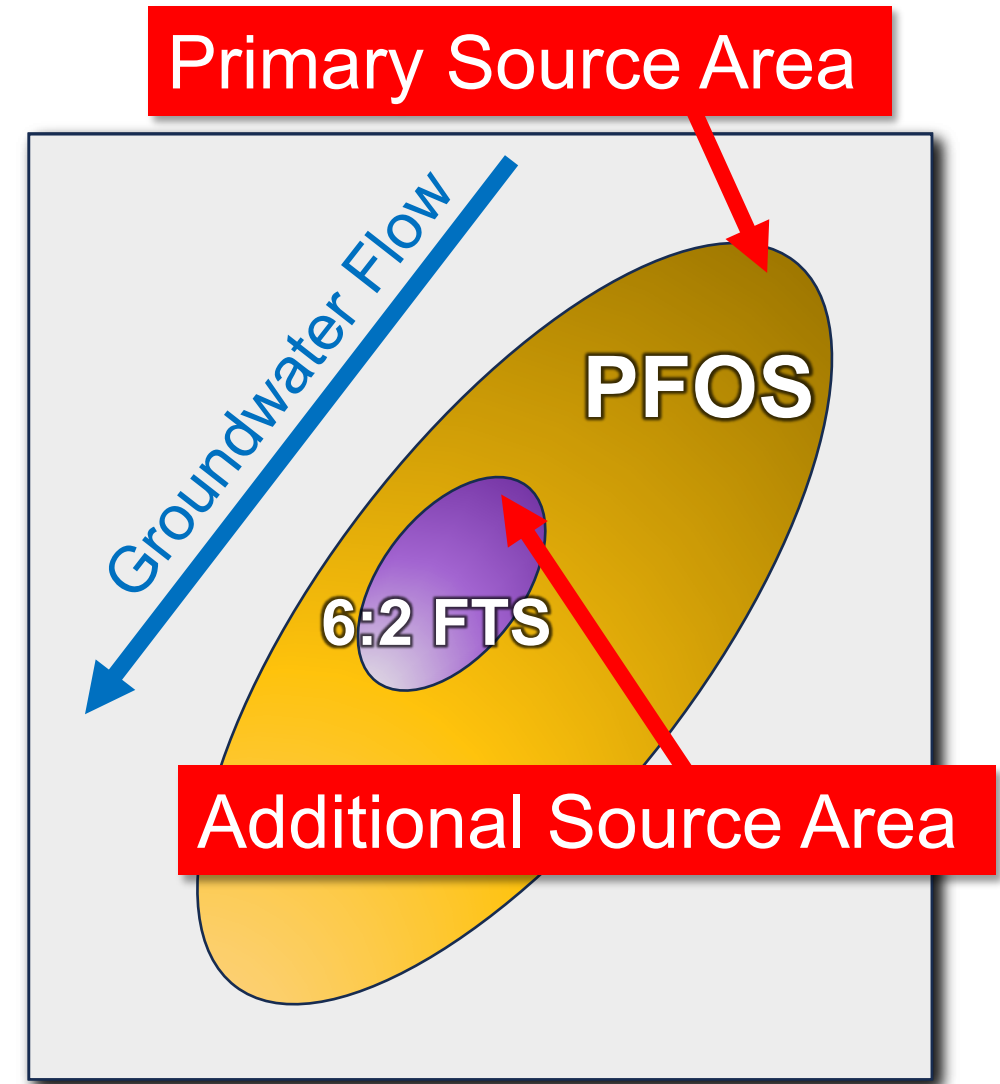 Primary Source Area
Groundwater Flow
PFOS
6:2 FTS
Additional Source Area